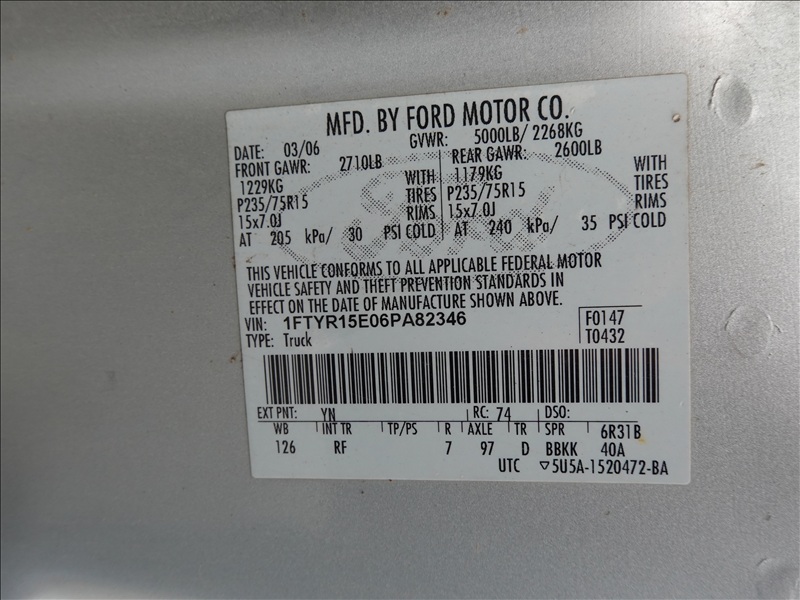 MFD. BY FORD MOTOR CO.
DATE: 03/06 GVWR: 5000LB/ 2268KG
FRONT GAWR: 2710LB REAR GAWR: 2600LB
1229KG WITH 1179KG WITH
P235/75R15 TIRES P235/75R15 TIRES
15x7.0J RIMS 15x7.0J RIMS
AT 205 kPa/ 30 PSI COLD AT 240 kPa/ 35 PSI COLD
Ford
THIS VEHICLE CONFORMS TO ALL APPLICABLE FEDERAL MOTOR
VEHICLE SAFETY AND THEFT PREVENTION STANDARDS IN
EFFECT ON THE DATE OF MANUFACTURE SHOWN ABOVE.
VIN: 1FTYR15E06PA82346 F0147
TYPE: Truck T0432
EXT PNT: YN RC: 74 DSO:
WB INT TR TP/PS R AXLE TR SPR 6R31B
126 RF 7 97 D BBKK 40A
UTC ▽5U5A-1520472-BA